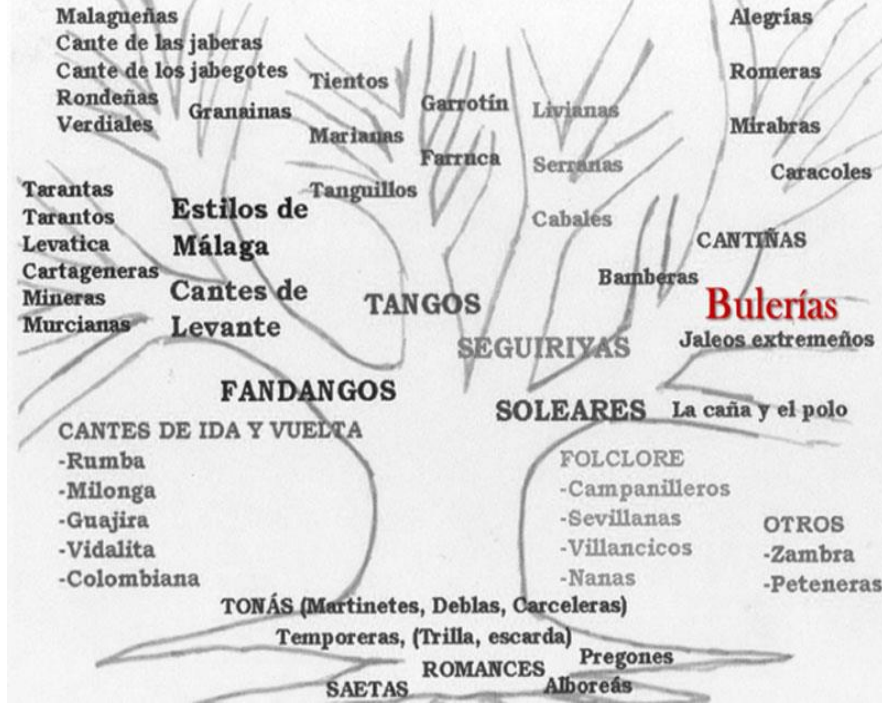 Malagueñas
Cante de las jaberas
Cante de los jabegotes
Rondeñas
Verdiales
Granainas
Tientos
Marianas
Tanguillos
Garrotín
Farruca
Livianas
Serranas
Cabales
Alegrías
Romeras
Mirabras
Caracoles
CANTIÑAS
Tarantas
Tarantos
Levatica
Cartageneras
Mineras
Murcianas
Estilos de
Málaga
Cantes de
Levante
TANGOS
Bamberas
Bulerías
SEGUIRIYAS
Jaleos extremeños
FANDANGOS
SOLEARES
La caña y el polo
CANTES DE IDA Y VUELTA
-Rumba
-Milonga
-Guajira
-Vidalita
-Colombiana
FOLCLORE
-Campanilleros
-Sevillanas
-Villancicos
-Nanas
OTROS
-Zambra
-Peteneras
TONÁS (Martinetes, Deblas, Carceleras)
Temporeras, (Trilla, escarda)
ROMANCES
Pregones
SAETAS
Alboreás